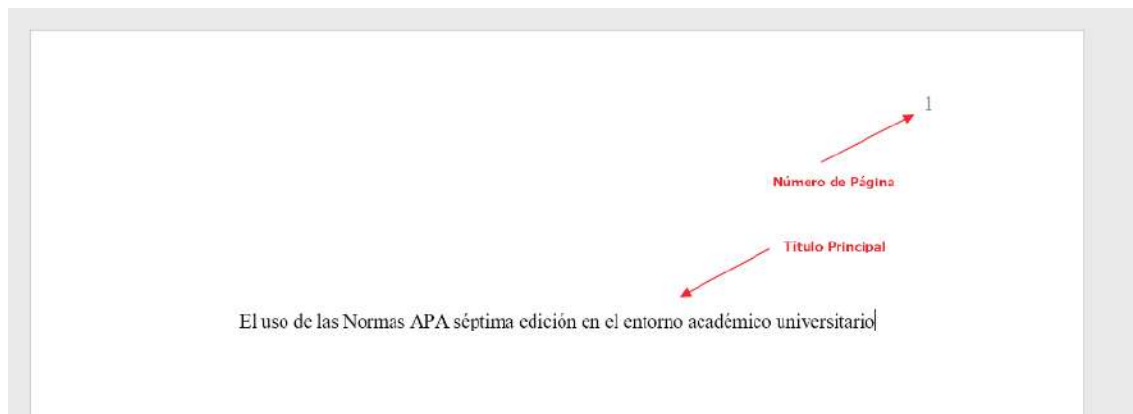 1
Número de Página
Título Principal
El uso de las Normas APA séptima edición en el entorno académico universitario